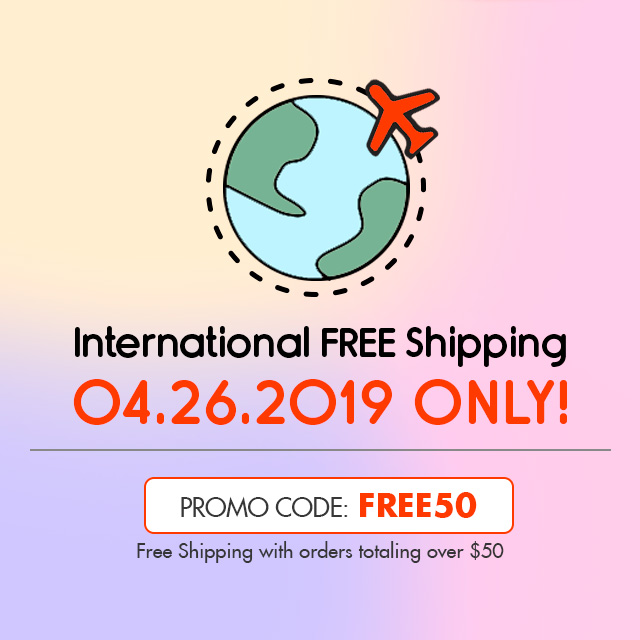 International FREE Shipping
04.26.2019 ONLY!
PROMO CODE: FREE50
Free Shipping with orders totaling over $50